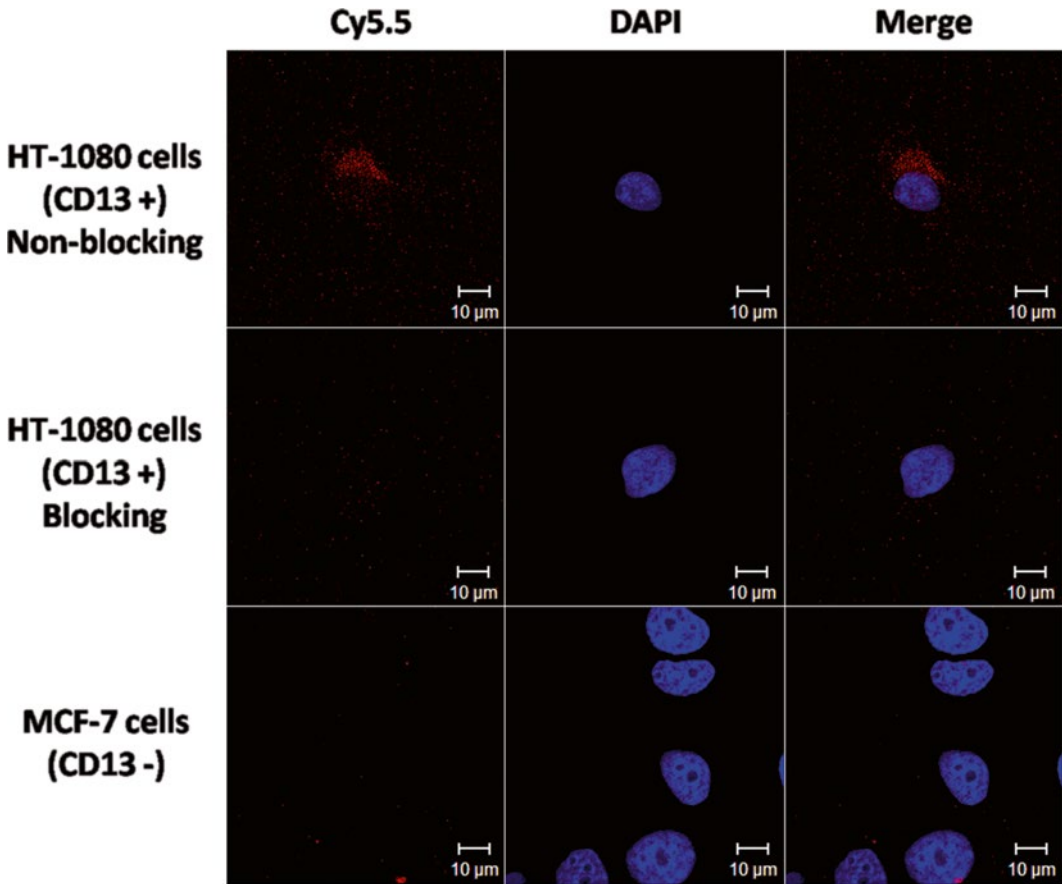 Cy5.5 DAPI Merge
HT-1080 cells
(CD13 +)
Non-blocking
10 µm 10 µm 10 µm
HT-1080 cells
(CD13 +)
Blocking
10 µm 10 µm 10 µm
MCF-7 cells
(CD13 -)
10 µm 10 µm 10 µm